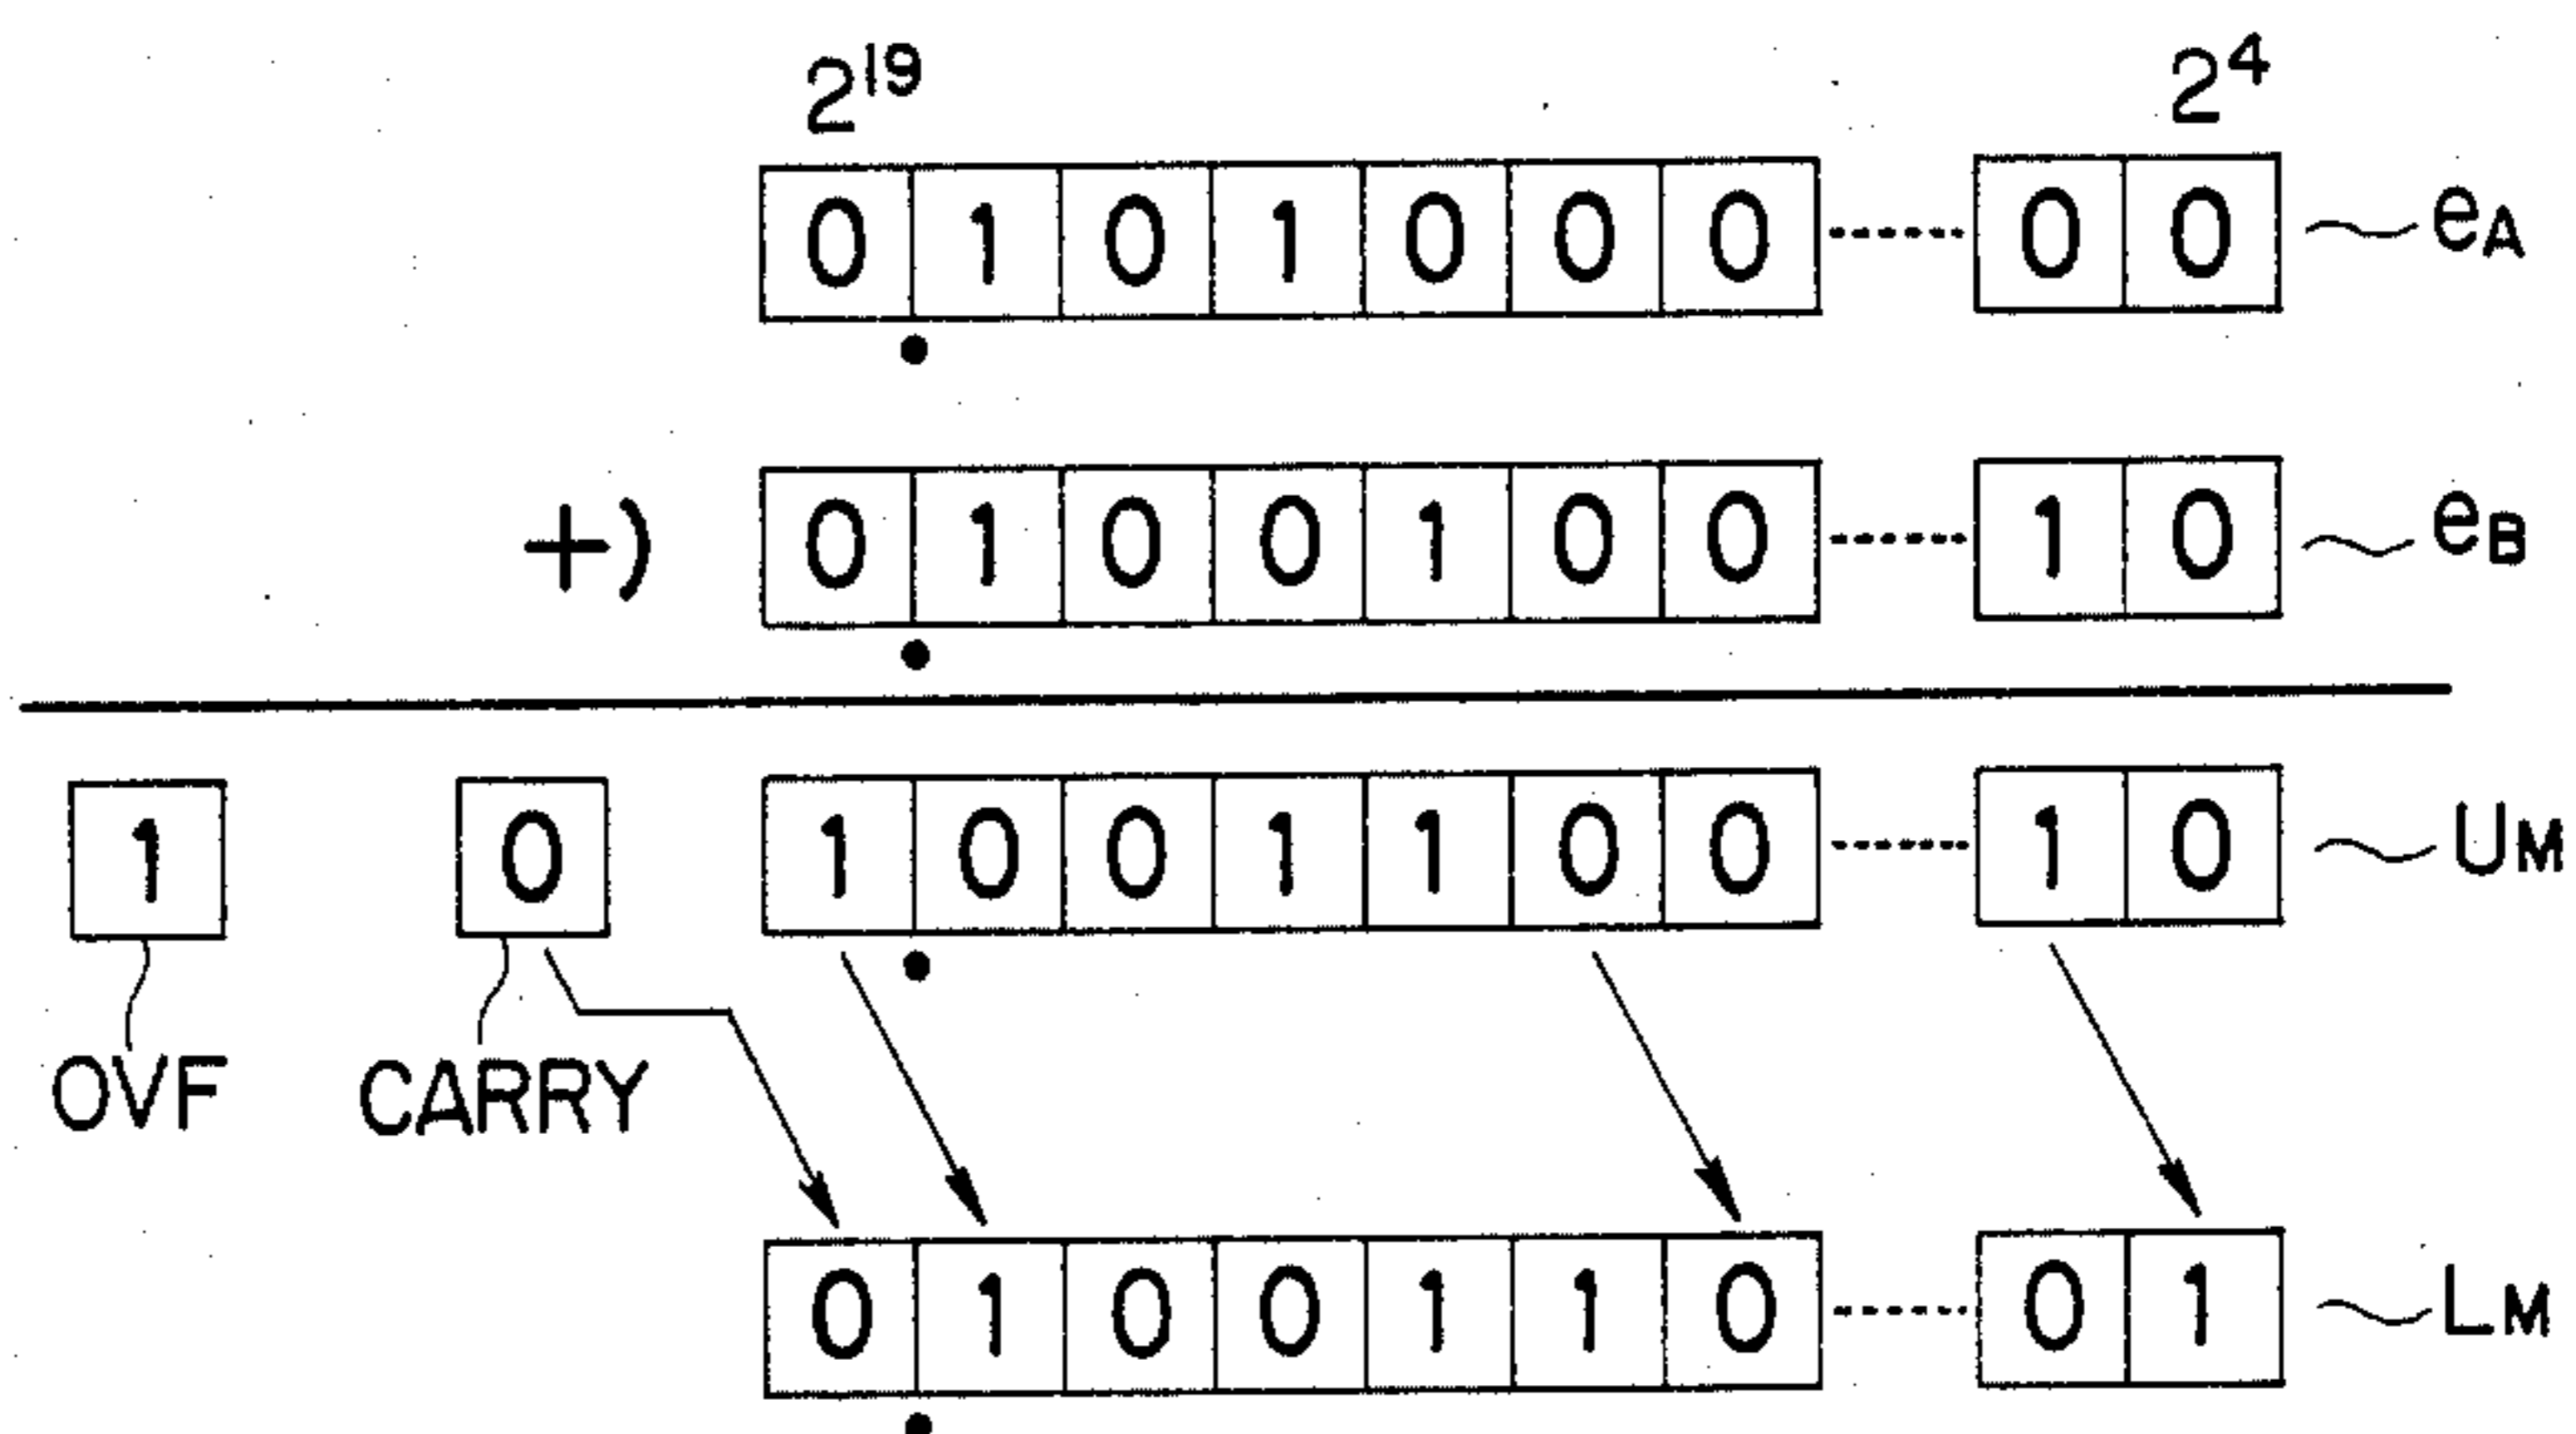 2^19 2^4
0 1 0 1 0 0 0 ...... 0 0 eA
+) 0 1 0 0 1 0 0 ...... 1 0 eB
1 0 1 0 0 1 1 0 0 ...... 1 0 UM
OVF CARRY
0 1 0 0 1 1 0 ...... 0 1 LM